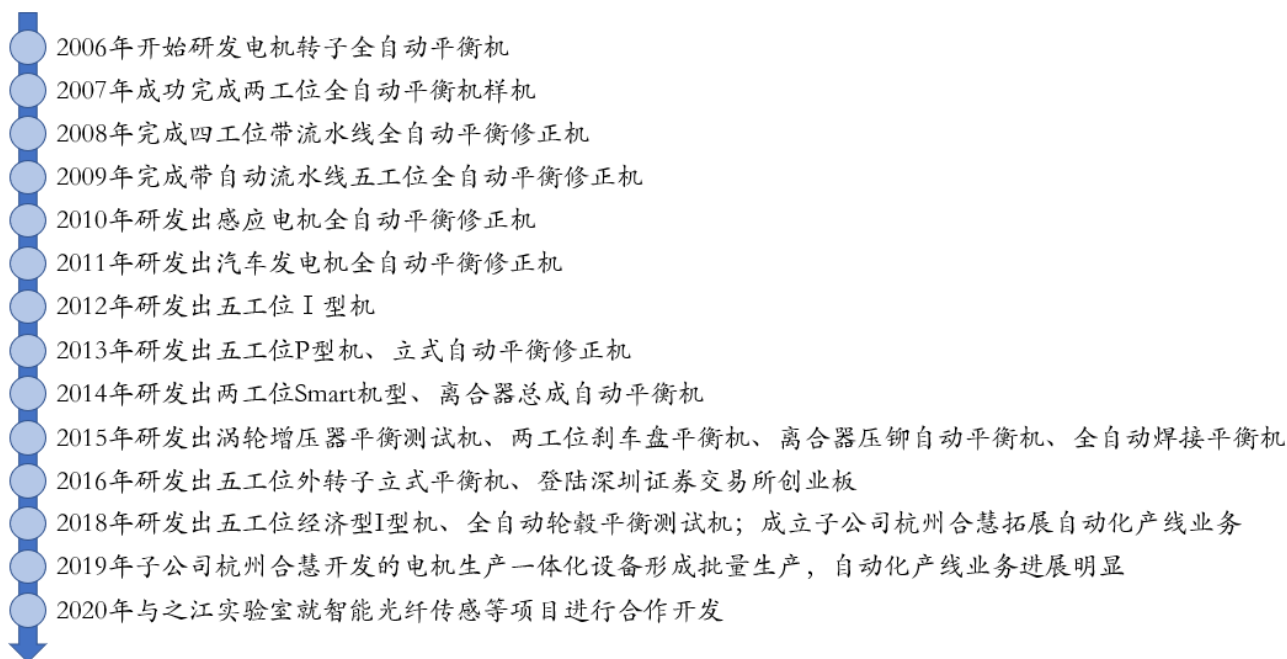 2006年开始研发电机转子全自动平衡机
2007年成功完成两工位全自动平衡机样机
2008年完成四工位带流水线全自动平衡修正机
2009年完成带自动流水线五工位全自动平衡修正机
2010年研发出感应电机全自动平衡修正机
2011年研发出汽车发电机全自动平衡修正机
2012年研发出五工位Ⅰ型机
2013年研发出五工位P型机、立式自动平衡修正机
2014年研发出两工位Smart机型、离合器总成自动平衡机
2015年研发出涡轮增压器平衡测试机、两工位刹车盘平衡机、离合器压铆自动平衡机、全自动焊接平衡机
2016年研发出五工位外转子立式平衡机、登陆深圳证券交易所创业板
2018年研发出五工位经济型I型机、全自动轮毂平衡测试机；成立子公司杭州合慧拓展自动化产线业务
2019年子公司杭州合慧开发的电机生产一体化设备形成批量生产，自动化产线业务进展明显
2020年与之江实验室就智能光纤传感等项目进行合作开发